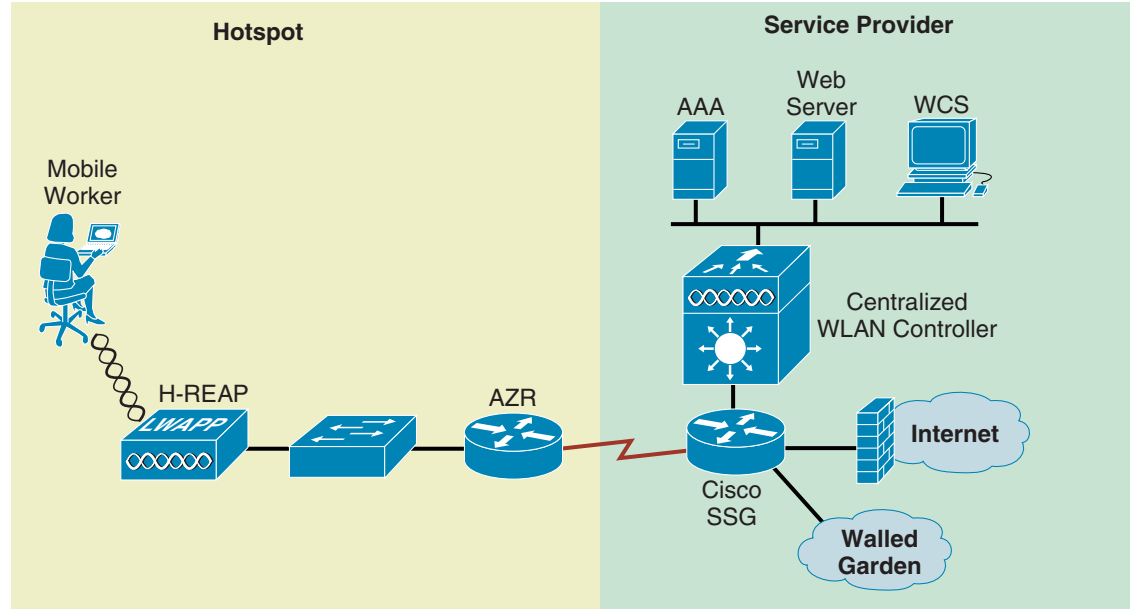 Hotspot
Service Provider
AAA
Web
Server
WCS
Mobile
Worker
Centralized
WLAN Controller
H-REAP
LWAPP
AZR
Internet
Cisco
SSG
Walled
Garden